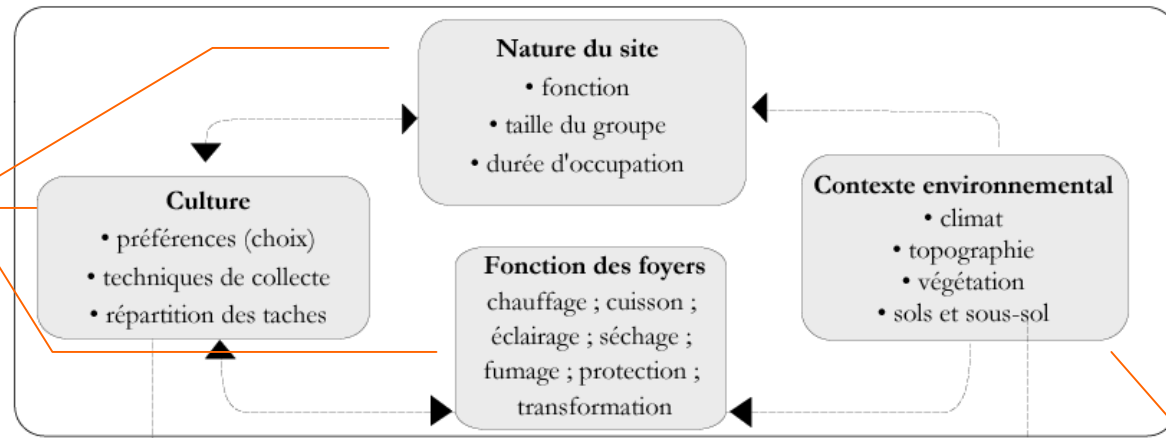 Nature du site
• fonction
• taille du groupe
• durée d'occupation
Culture
• préférences (choix)
• techniques de collecte
• répartition des taches
Fonction des foyers
chauffage ; cuisson ;
éclairage ; séchage ;
fumage ; protection ;
transformation
Contexte environnemental
• climat
• topographie
• végétation
• sols et sous-sol